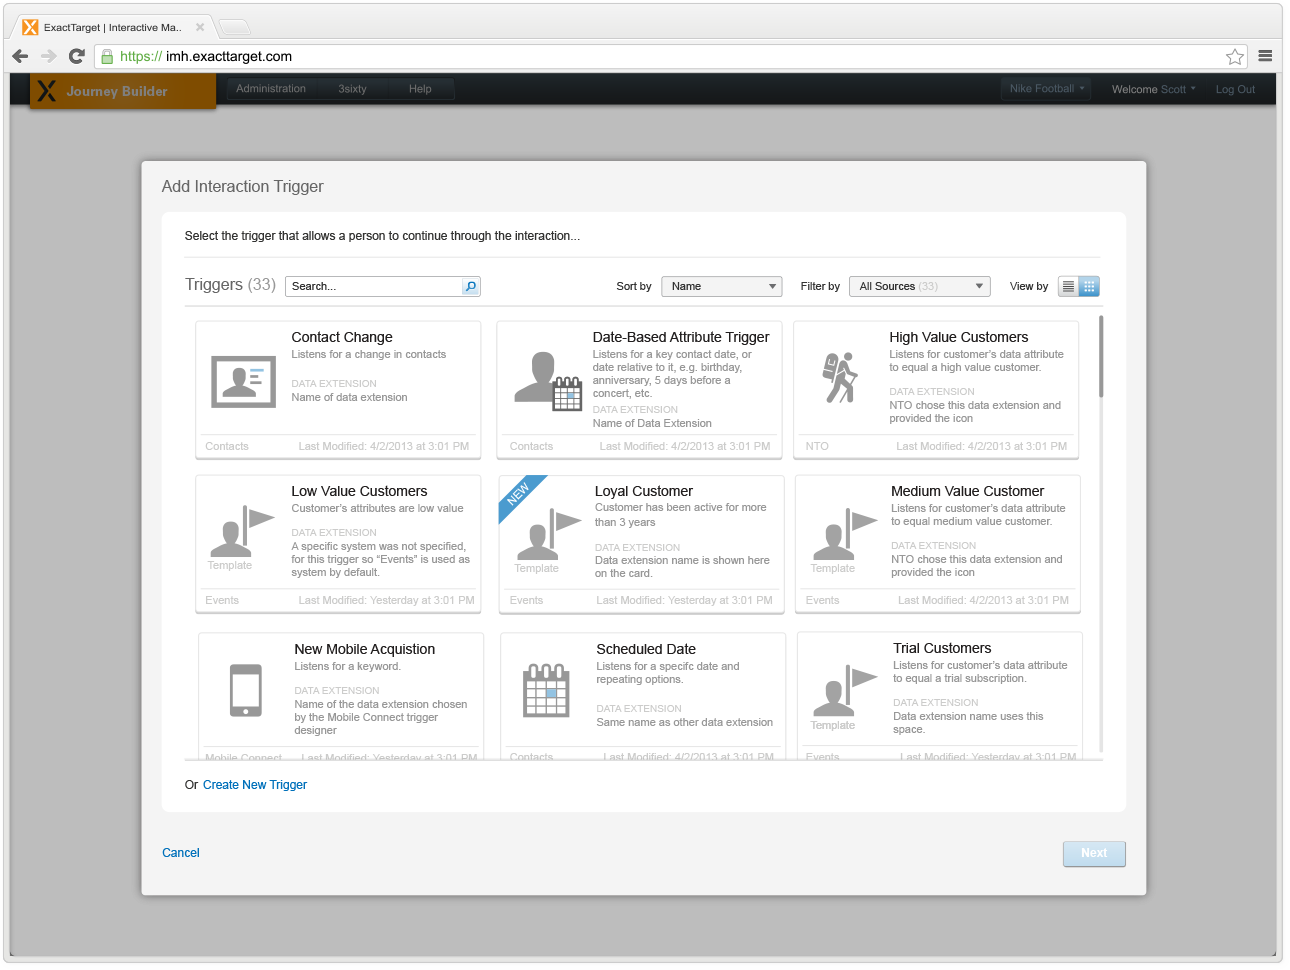 ExactTarget | Interactive Ma..
https:// imh.exacttarget.com
Journey Builder
Administration
3sixty
Help
Nike Football
Welcome Scott
Log Out
Add Interaction Trigger
Select the trigger that allows a person to continue through the interaction...
Triggers (33)
Search...
Sort by
Name
Filter by
All Sources (33)
View by
Contact Change
Listens for a change in contacts
DATA EXTENSION
Name of data extension
Contacts
Last Modified: 4/2/2013 at 3:01 PM
Date-Based Attribute Trigger
Listens for a key contact date, or
date relative to it, e.g. birthday,
anniversary, 5 days before a
concert, etc.
DATA EXTENSION
Name of Data Extension
Contacts
Last Modified: 4/2/2013 at 3:01 PM
High Value Customers
Listens for customer's data attribute
to equal a high value customer.
DATA EXTENSION
NTO chose this data extension and
provided the icon
NTO
Last Modified: 4/2/2013 at 3:01 PM
Low Value Customers
Customer's attributes are low value
DATA EXTENSION
A specific system was not specified,
for this trigger so “Events” is used as
system by default.
Template
Events
Last Modified: Yesterday at 3:01 PM
NEW
Loyal Customer
Customer has been active for more
than 3 years
DATA EXTENSION
Data extension name is shown here
on the card.
Template
Events
Last Modified: Yesterday at 3:01 PM
Medium Value Customer
Listens for customer's data attribute
to equal medium value customer.
DATA EXTENSION
NTO chose this data extension and
provided the icon
Template
Events
Last Modified: 4/2/2013 at 3:01 PM
New Mobile Acquistion
Listens for a keyword.
DATA EXTENSION
Name of the data extension chosen
by the Mobile Connect trigger
designer
Mobile Connect
Last Modified: Yesterday at 3:01 PM
Scheduled Date
Listens for a specifc date and
repeating options.
DATA EXTENSION
Same name as other data extension
Contacts
Last Modified: 4/2/2013 at 3:01 PM
Trial Customers
Listens for customer's data attribute
to equal a trial subscription.
DATA EXTENSION
Data extension name uses this
space.
Template
Events
Last Modified: Yesterday at 3:01 PM
Or Create New Trigger
Cancel
Next